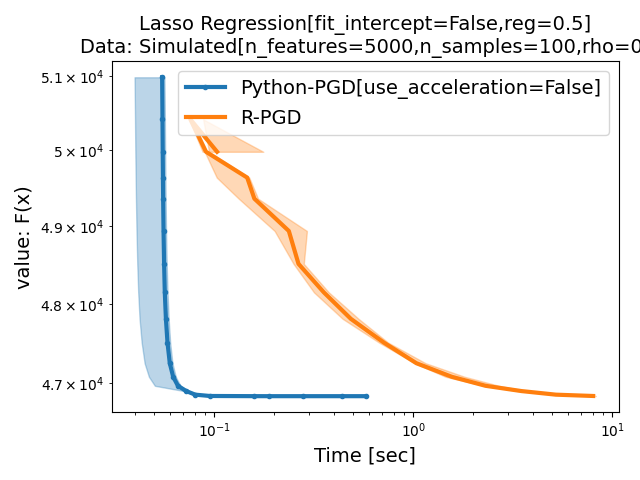 Lasso Regression[fit_intercept=False,reg=0.5]
Data: Simulated[n_features=5000,n_samples=100,rho=0
Python-PGD[use_acceleration=False]
R-PGD
value: F(x)
5.1 × 10⁴
5 × 10⁴
4.9 × 10⁴
4.8 × 10⁴
4.7 × 10⁴
10⁻¹
10⁰
10¹
Time [sec]